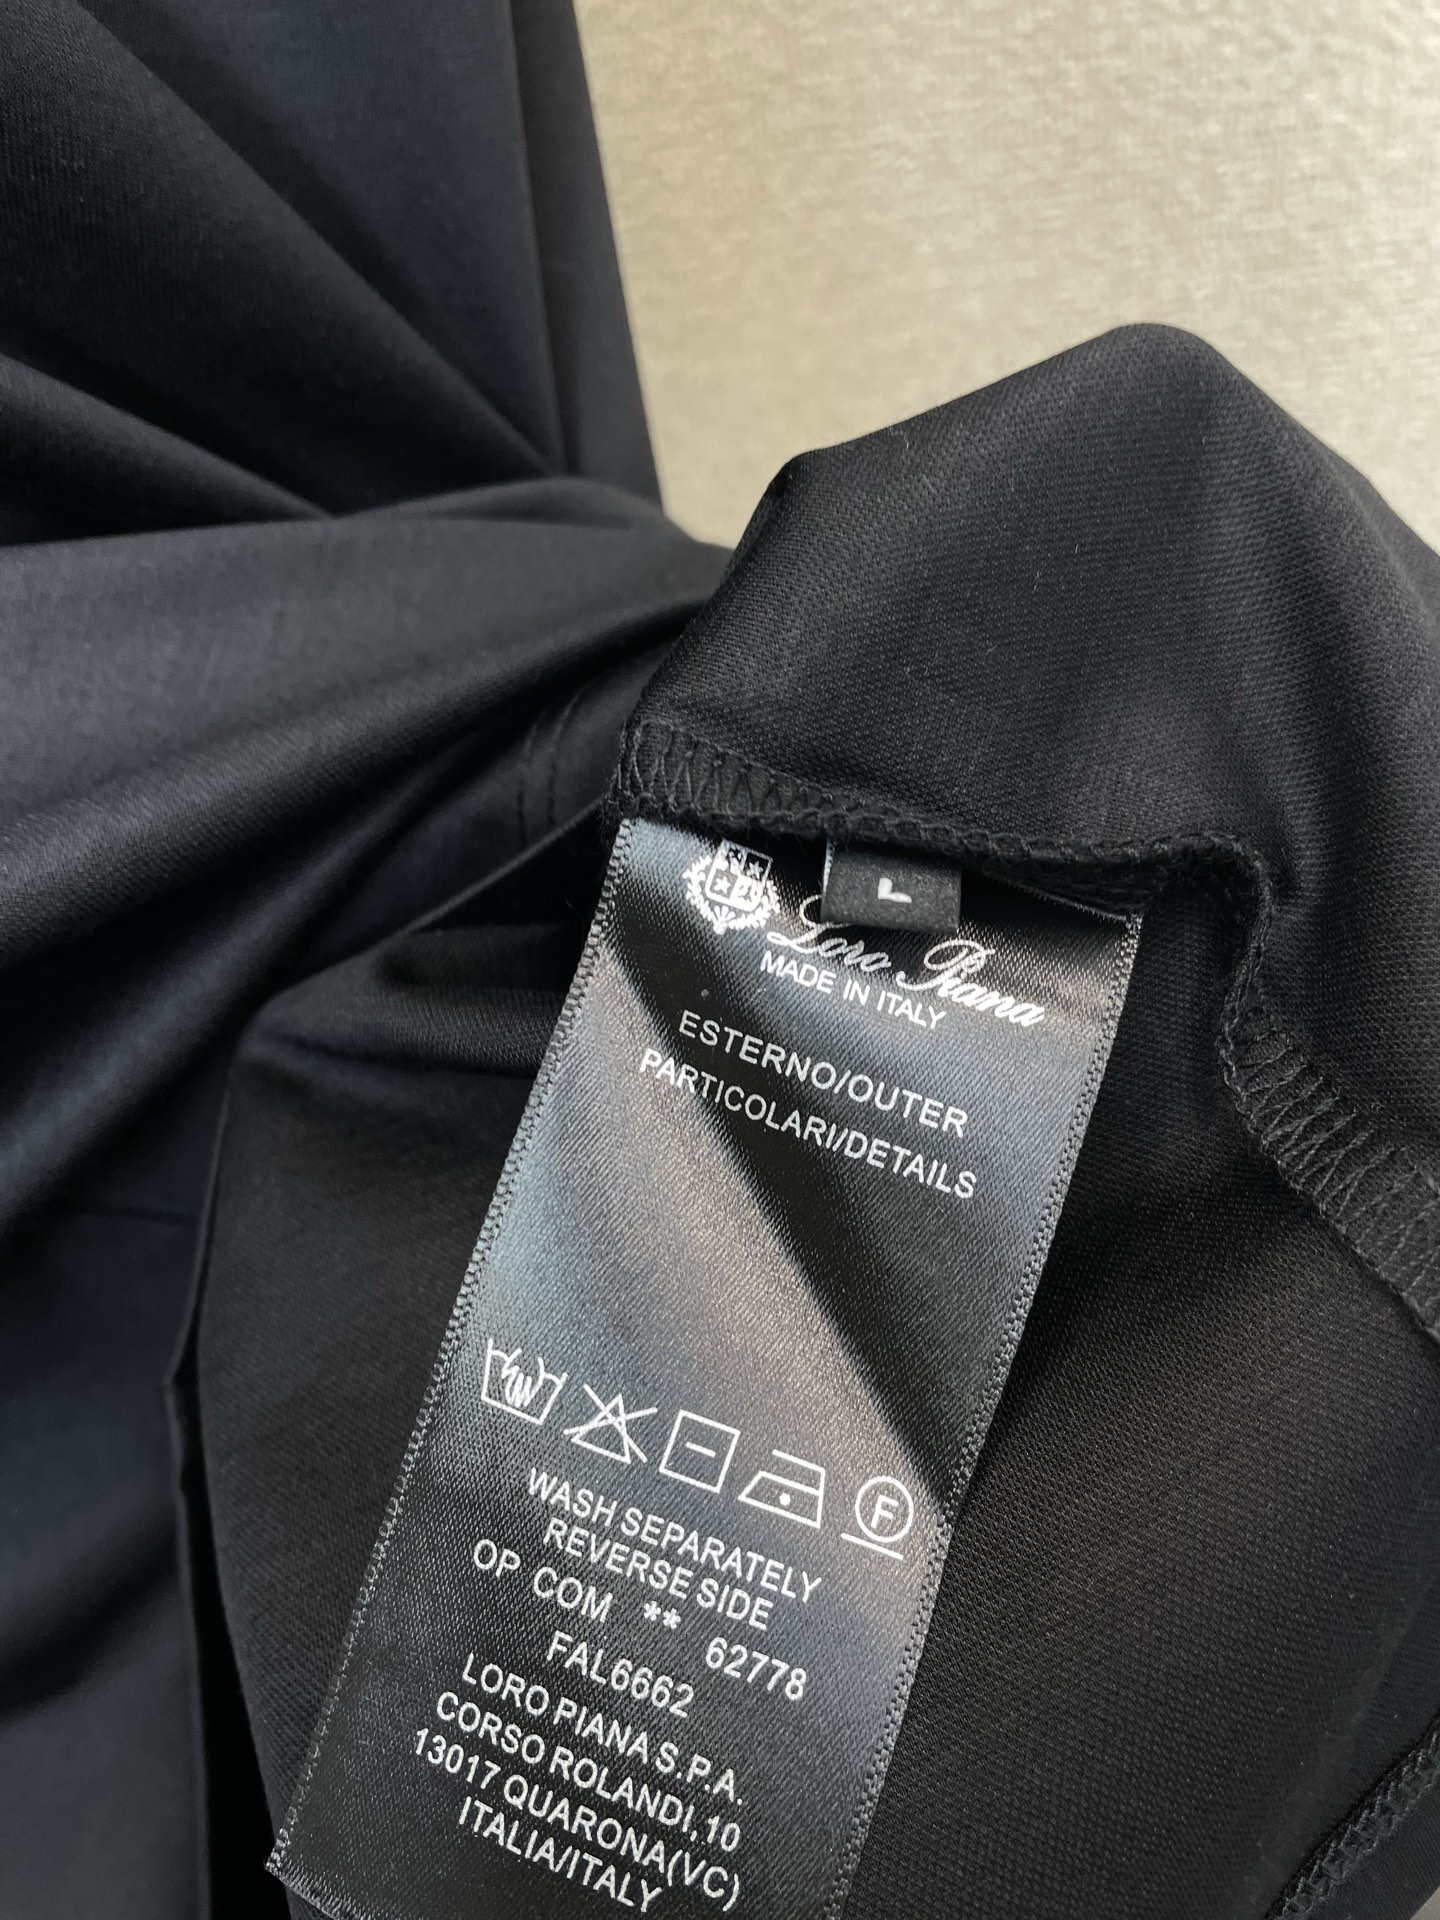 L
Loro Piana
MADE IN ITALY
ESTERNO/OUTER
PARTICOLARI/DETAILS
F
WASH SEPARATELY
REVERSE SIDE
OP COM ** 62778
FAL6662
LORO PIANA S.P.A.
CORSO ROLANDI,10
13017 QUARONA(VC)
ITALIA/ITALY